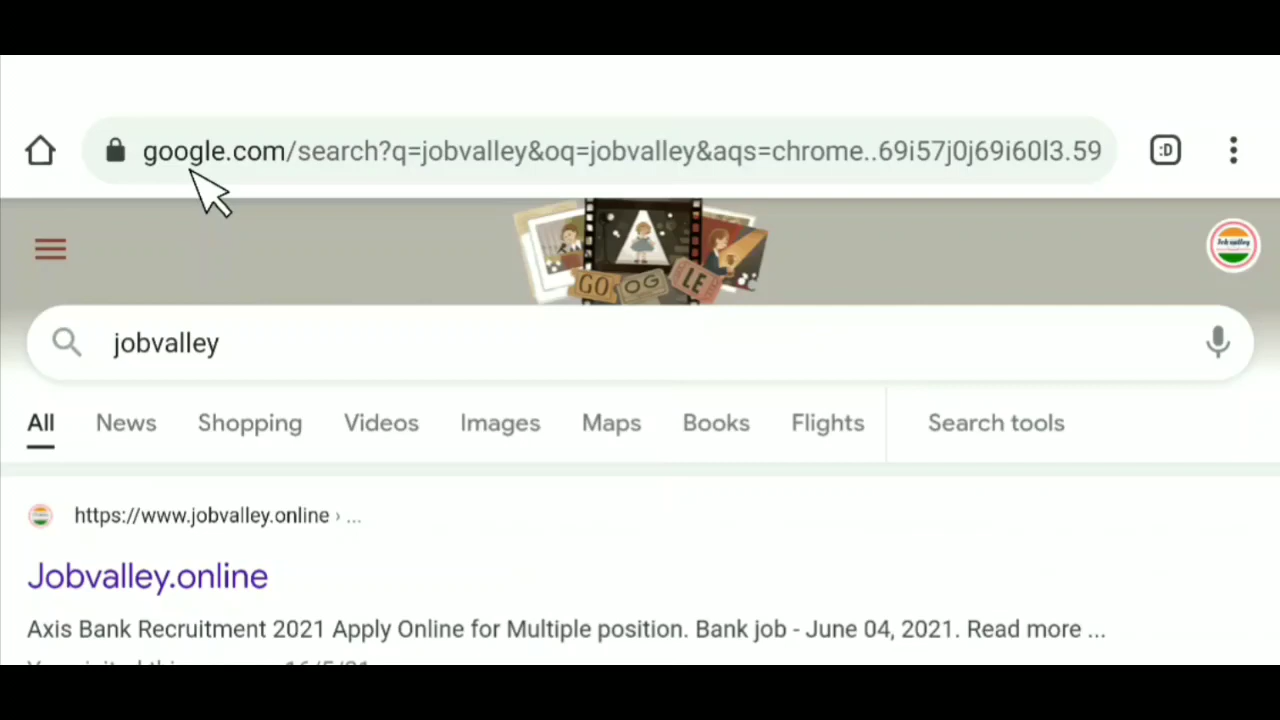 google.com/search?q=jobvalley&oq=jobvalley&aqs=chrome..69i57j0j69i60l3.59
:D
GO OG LE
Job valley
jobvalley
All News Shopping Videos Images Maps Books Flights Search tools
https://www.jobvalley.online › ...
Jobvalley.online
Axis Bank Recruitment 2021 Apply Online for Multiple position. Bank job - June 04, 2021. Read more ...